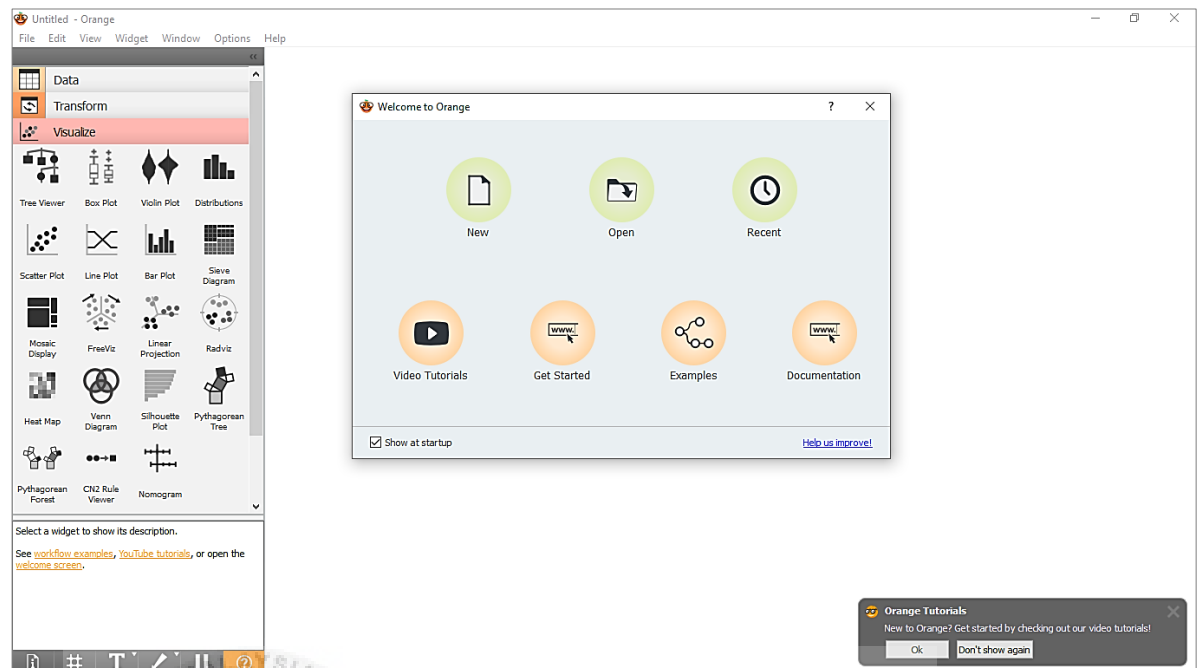 Untitled - Orange
File Edit View Widget Window Options Help
Data
Transform
Visualize
Tree Viewer
Box Plot
Violin Plot
Distributions
Scatter Plot
Line Plot
Bar Plot
Sieve
Diagram
Mosaic
Display
FreeViz
Linear
Projection
Radviz
Heat Map
Venn
Diagram
Silhouette
Plot
Pythagorean
Tree
Pythagorean
Forest
CN2 Rule
Viewer
Nomogram
Select a widget to show its description.
See workflow examples, YouTube tutorials, or open the
welcome screen.
Welcome to Orange
New
Open
Recent
www.
www.
Video Tutorials
Get Started
Examples
Documentation
Show at startup
Help us improve!
Orange Tutorials
New to Orange? Get started by checking out our video tutorials!
Ok
Don't show again